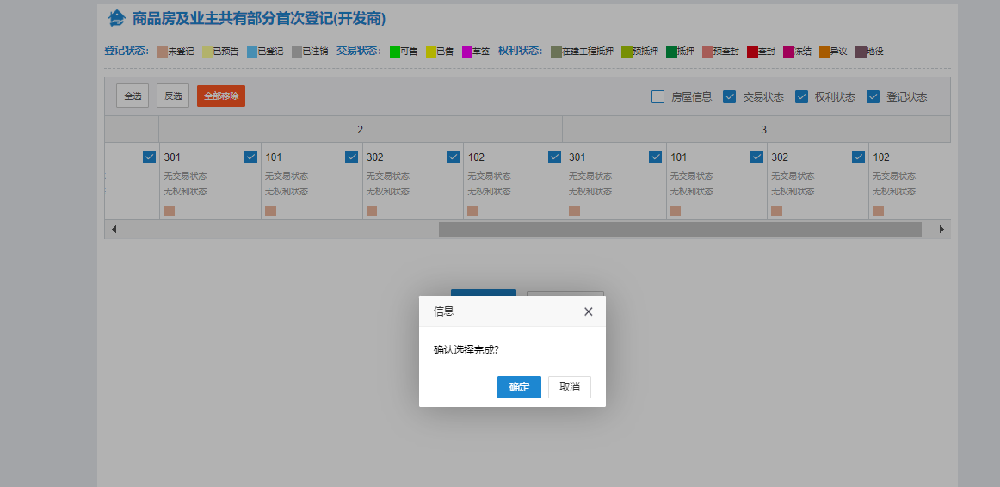 商品房及业主共有部分首次登记(开发商)
登记状态： 未登记 已预告 已登记 已注销 交易状态： 可售 已售 草签 权利状态： 在建工程抵押 预抵押 抵押 预查封 查封 冻结 异议 地役
全选 反选 全部移除 房屋信息 交易状态 权利状态 登记状态
2 3
301 101 302 102 301 101 302 102
无交易状态 无交易状态 无交易状态 无交易状态 无交易状态 无交易状态 无交易状态 无交易状态
无权利状态 无权利状态 无权利状态 无权利状态 无权利状态 无权利状态 无权利状态 无权利状态
信息
确认选择完成?
确定 取消